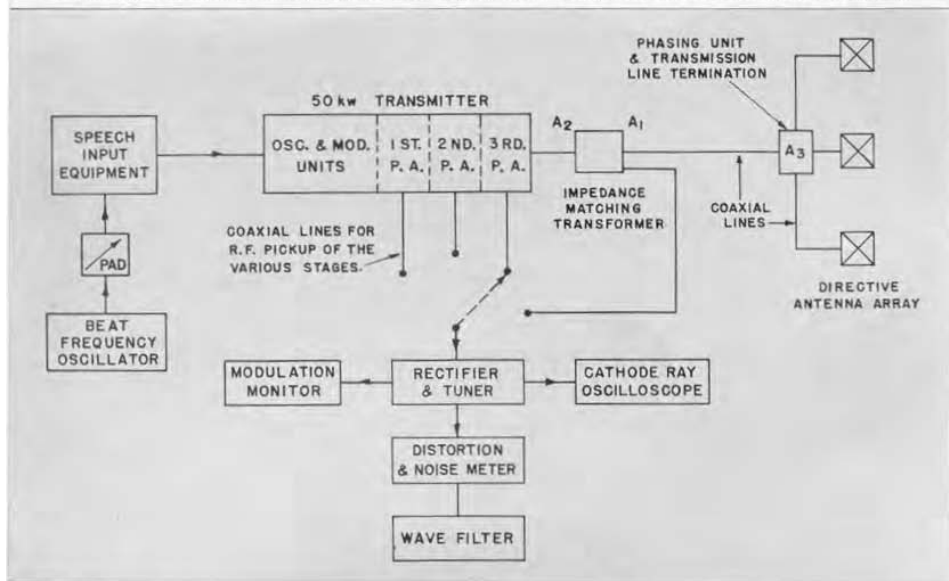 PHASING UNIT
& TRANSMISSION
LINE TERMINATION
50 kw TRANSMITTER
SPEECH
INPUT
EQUIPMENT
OSC. & MOD.
UNITS
1 ST.
P. A.
2 ND.
P. A.
3 RD.
P. A.
A2
A1
A3
IMPEDANCE
MATCHING
TRANSFORMER
COAXIAL
LINES
COAXIAL LINES FOR
R.F. PICKUP OF THE
VARIOUS STAGES.
PAD
DIRECTIVE
ANTENNA ARRAY
BEAT
FREQUENCY
OSCILLATOR
MODULATION
MONITOR
RECTIFIER
& TUNER
CATHODE RAY
OSCILLOSCOPE
DISTORTION
& NOISE METER
WAVE FILTER